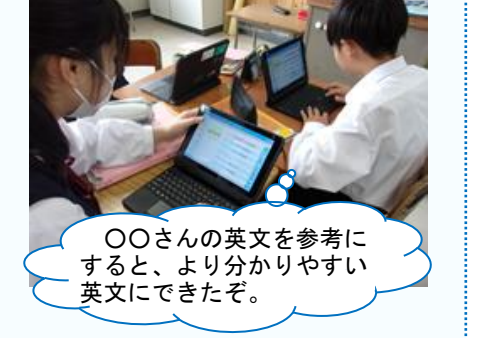 〇〇さんの英文を参考に
すると、より分かりやすい
英文にできたぞ。